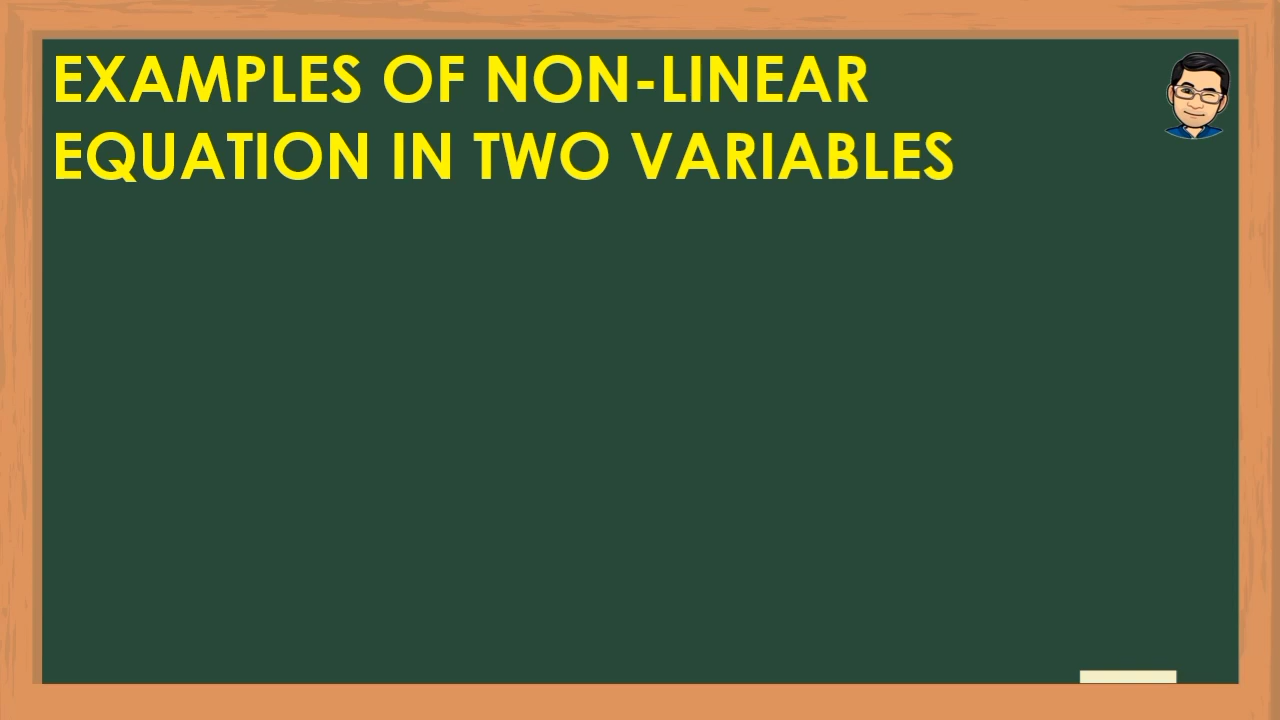 EXAMPLES OF NON-LINEAR
EQUATION IN TWO VARIABLES